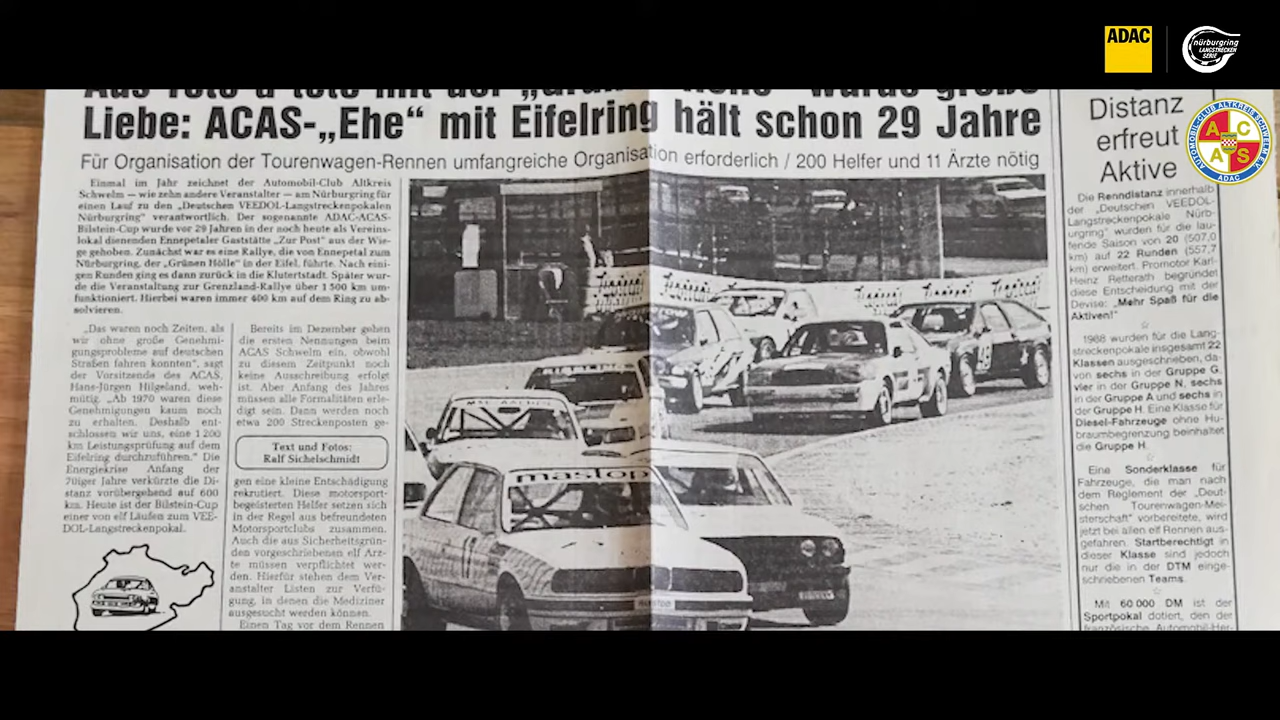 ADAC
nürburgring
LANGSTRECKEN
SERIE
AUTOMOBIL-CLUB ALTKREIS SCHWELM E.V.
A C
A S
ADAC
Liebe: ACAS-„Ehe“ mit Eifelring hält schon 29 Jahre
Für Organisation der Tourenwagen-Rennen umfangreiche Organisation erforderlich / 200 Helfer und 11 Ärzte nötig
Einmal im Jahr zeichnet der Automobil-Club Altkreis
Schwelm — wie zehn andere Veranstalter — am Nürburgring für
einen Lauf zu den „Deutschen VEEDOL-Langstreckenpokalen
Nürburgring“ verantwortlich. Der sogenannte ADAC-ACAS-
Bilstein-Cup wurde vor 29 Jahren in der noch heute als Vereins-
lokal dienenden Ennepetaler Gaststätte „Zur Post“ aus der Wie-
ge gehoben. Zunächst war es eine Rallye, die von Ennepetal zum
Nürburgring, der „Grünen Hölle“ in der Eifel, führte. Nach eini-
gen Runden ging es dann zurück in die Klutertstadt. Später wur-
de die Veranstaltung zur Grenzland-Rallye über 1 500 km um-
funktioniert. Hierbei waren immer 400 km auf dem Ring zu ab-
solvieren.
„Das waren noch Zeiten, als
wir ohne große Genehmi-
gungsprobleme auf deutschen
Straßen fahren konnten“, sagt
der Vorsitzende des ACAS,
Hans-Jürgen Hilgeland, weh-
mütig. „Ab 1970 waren diese
Genehmigungen kaum noch
zu erhalten. Deshalb ent-
schlossen wir uns, eine 1 200
km Leistungsprüfung auf dem
Eifelring durchzuführen.“ Die
Energiekrise Anfang der
70iger Jahre verkürzte die Di-
stanz vorübergehend auf 600
km. Heute ist der Bilstein-Cup
einer von elf Läufen zum VEE-
DOL-Langstreckenpokal.
Bereits im Dezember gehen
die ersten Nennungen beim
ACAS Schwelm ein, obwohl
zu diesem Zeitpunkt noch
keine Ausschreibung erfolgt
ist. Aber Anfang des Jahres
müssen alle Formalitäten erle-
digt sein. Dann werden noch
etwa 200 Streckenposten ge-
Text und Fotos:
Ralf Sichelschmidt
gen eine kleine Entschädigung
rekrutiert. Diese motorsport-
begeisterten Helfer setzen sich
in der Regel aus befreundeten
Motorsportclubs zusammen.
Auch die aus Sicherheitsgrün-
den vorgeschriebenen elf Ärz-
te müssen verpflichtet wer-
den. Hierfür stehen dem Ver-
anstalter Listen zur Verfü-
gung, in denen die Mediziner
ausgesucht werden können.
Einen Tag vor dem Rennen
MSC AACHEN
mastop
49
Distanz
erfreut
Aktive
Die Renndistanz innerhalb
der „Deutschen VEEDOL-
Langstreckenpokale Nürb-
urgring“ wurden für die lau-
fende Saison von 20 (507,0
km) auf 22 Runden (557,7
km) erweitert. Promotor Karl-
Heinz Retterath begründet
diese Entscheidung mit der
Devise: „Mehr Spaß für die
Aktiven!“
1988 wurden für die Lang-
streckenpokale insgesamt 22
Klassen ausgeschrieben, da-
von sechs in der Gruppe G,
vier in der Gruppe N, sechs
in der Gruppe A und sechs in
der Gruppe H. Eine Klasse für
Diesel-Fahrzeuge ohne Hu-
braumbegrenzung beinhaltet
die Gruppe H.
Eine Sonderklasse für
Fahrzeuge, die man nach
dem Reglement der „Deut-
schen Tourenwagen-Mei-
sterschaft“ vorbereitete, wird
jetzt bei allen elf Rennen aus-
gefahren. Startberechtigt in
dieser Klasse sind jedoch
nur die in der DTM einge-
schriebenen Teams.
Mit 60.000 DM ist der
Sportpokal dotiert, den der
französische Automobil-Her-